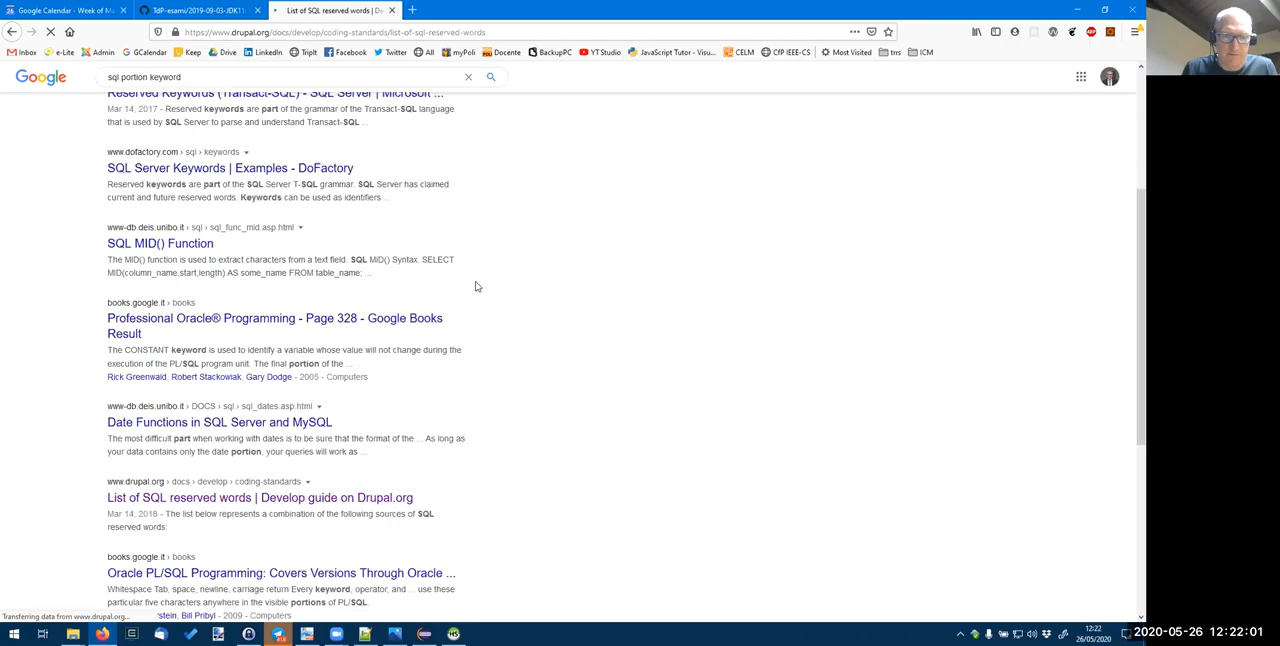 Google Calendar - Week of M
TdP-esami/2019-09-03-JDK11
List of SQL reserved words | D
https://www.drupal.org/docs/develop/coding-standards/list-of-sql-reserved-words
Inbox e-Lite Admin GCalendar Keep Drive LinkedIn TripIt Facebook Twitter All myPoli Docente BackupPC YT Studio JavaScript Tutor - Visu... CELM CfP IEEE-CS Most Visited trrs ICM
Google sql portion keyword
Reserved Keywords (Transact-SQL) - SQL Server | Microsoft ...
Mar 14, 2017 - Reserved keywords are part of the grammar of the Transact-SQL language
that is used by SQL Server to parse and understand Transact-SQL ...
www.dofactory.com › sql › keywords
SQL Server Keywords | Examples - DoFactory
Reserved keywords are part of the SQL Server T-SQL grammar. SQL Server has claimed
current and future reserved words. Keywords can be used as identifiers ...
www-db.deis.unibo.it › sql › sql_func_mid.asp.html
SQL MID() Function
The MID() function is used to extract characters from a text field. SQL MID() Syntax. SELECT
MID(column_name,start,length) AS some_name FROM table_name; ...
books.google.it › books
Professional Oracle® Programming - Page 328 - Google Books
Result
The CONSTANT keyword is used to identify a variable whose value will not change during the
execution of the PL/SQL program unit. The final portion of the ...
Rick Greenwald, Robert Stackowiak, Gary Dodge - 2005 - Computers
www-db.deis.unibo.it › DOCS › sql › sql_dates.asp.html
Date Functions in SQL Server and MySQL
The most difficult part when working with dates is to be sure that the format of the ... As long as
your data contains only the date portion, your queries will work as ...
www.drupal.org › docs › develop › coding-standards
List of SQL reserved words | Develop guide on Drupal.org
Mar 14, 2018 - The list below represents a combination of the following sources of SQL
reserved words:
books.google.it › books
Oracle PL/SQL Programming: Covers Versions Through Oracle ...
Whitespace Tab, space, newline, carriage return Every keyword, operator, and ... use these
particular five characters anywhere in the visible portions of PL/SQL.
Transferring data from www.drupal.org... rstein, Bill Pribyl - 2009 - Computers
12:22
26/05/2020
2020-05-26 12:22:01